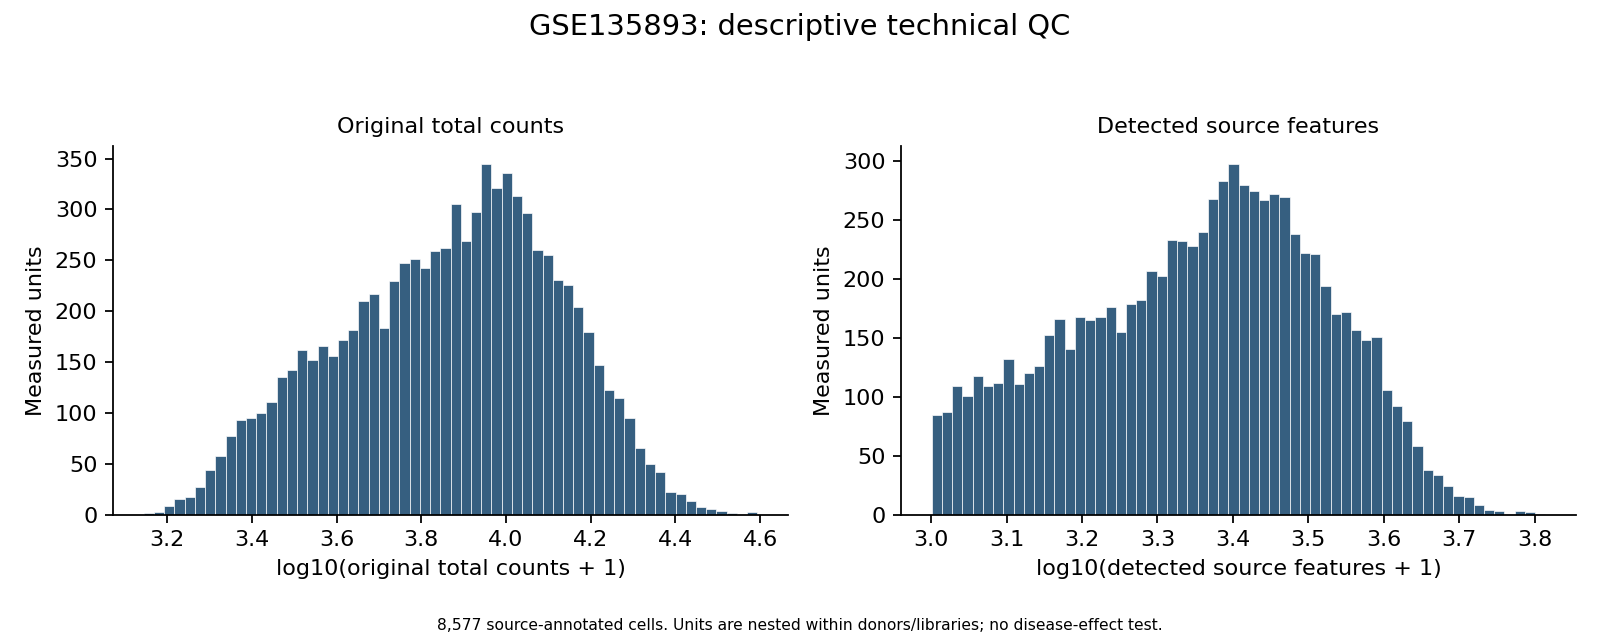 GSE135893: descriptive technical QC
Original total counts
350
300
250
200
150
100
50
0
Measured units
3.2 3.4 3.6 3.8 4.0 4.2 4.4 4.6
log10(original total counts + 1)
Detected source features
300
250
200
150
100
50
0
Measured units
3.0 3.1 3.2 3.3 3.4 3.5 3.6 3.7 3.8
log10(detected source features + 1)
8,577 source-annotated cells. Units are nested within donors/libraries; no disease-effect test.